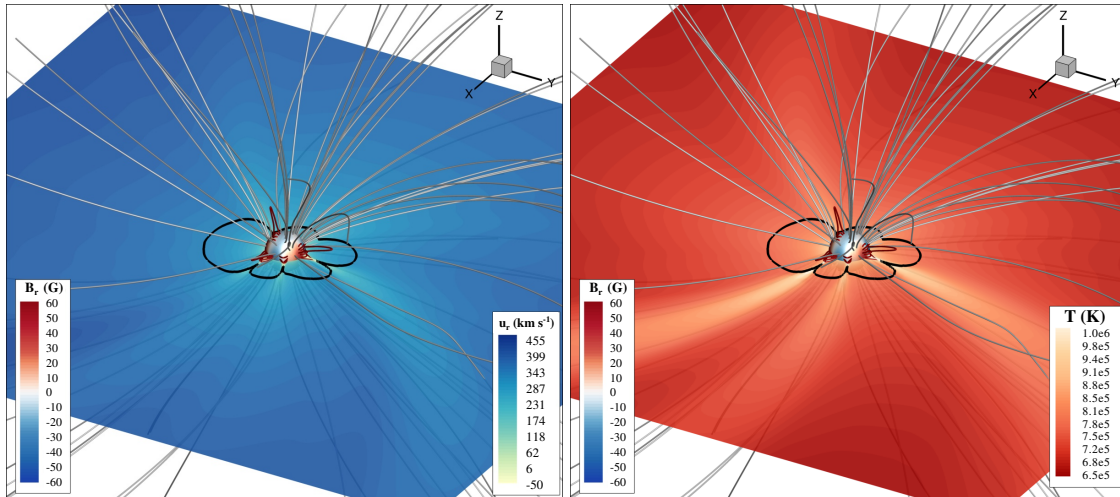 Z
Y
X
B_r (G)
60
50
40
30
20
10
0
-10
-20
-30
-40
-50
-60
u_r (km s⁻¹)
455
399
343
287
231
174
118
62
6
-50
Z
Y
X
B_r (G)
60
50
40
30
20
10
0
-10
-20
-30
-40
-50
-60
T (K)
1.0e6
9.8e5
9.4e5
9.1e5
8.8e5
8.5e5
8.1e5
7.8e5
7.5e5
7.2e5
6.8e5
6.5e5